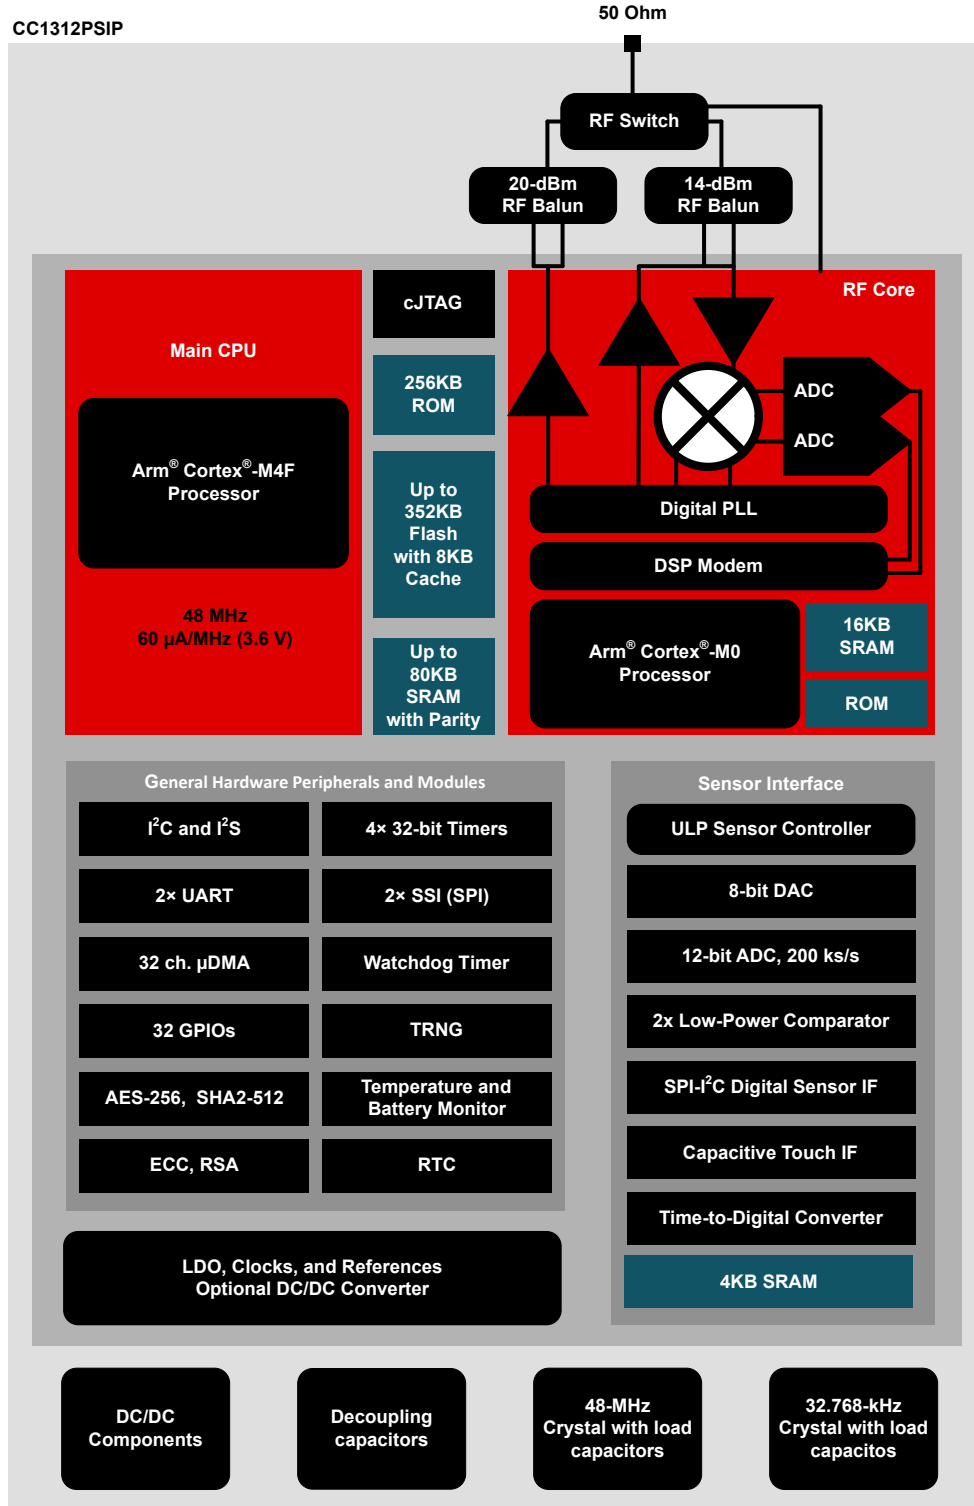 50 Ohm
CC1312PSIP
RF Switch
20-dBm
RF Balun
14-dBm
RF Balun
Main CPU
Arm® Cortex®-M4F
Processor
48 MHz
60 µA/MHz (3.6 V)
cJTAG
256KB
ROM
Up to
352KB
Flash
with 8KB
Cache
Up to
80KB
SRAM
with Parity
RF Core
ADC
ADC
Digital PLL
DSP Modem
Arm® Cortex®-M0
Processor
16KB
SRAM
ROM
General Hardware Peripherals and Modules
I²C and I²S
4× 32-bit Timers
2× UART
2× SSI (SPI)
32 ch. µDMA
Watchdog Timer
32 GPIOs
TRNG
AES-256, SHA2-512
Temperature and
Battery Monitor
ECC, RSA
RTC
LDO, Clocks, and References
Optional DC/DC Converter
Sensor Interface
ULP Sensor Controller
8-bit DAC
12-bit ADC, 200 ks/s
2x Low-Power Comparator
SPI-I²C Digital Sensor IF
Capacitive Touch IF
Time-to-Digital Converter
4KB SRAM
DC/DC
Components
Decoupling
capacitors
48-MHz
Crystal with load
capacitors
32.768-kHz
Crystal with load
capacitos